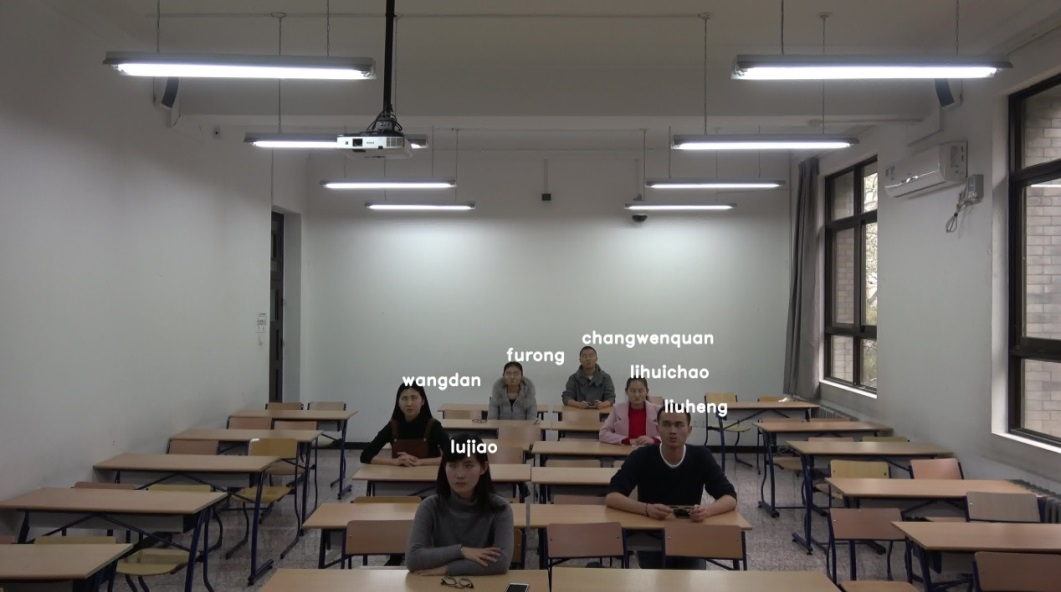 changwenquan
furong
lihuichao
wangdan
liuheng
lujiao